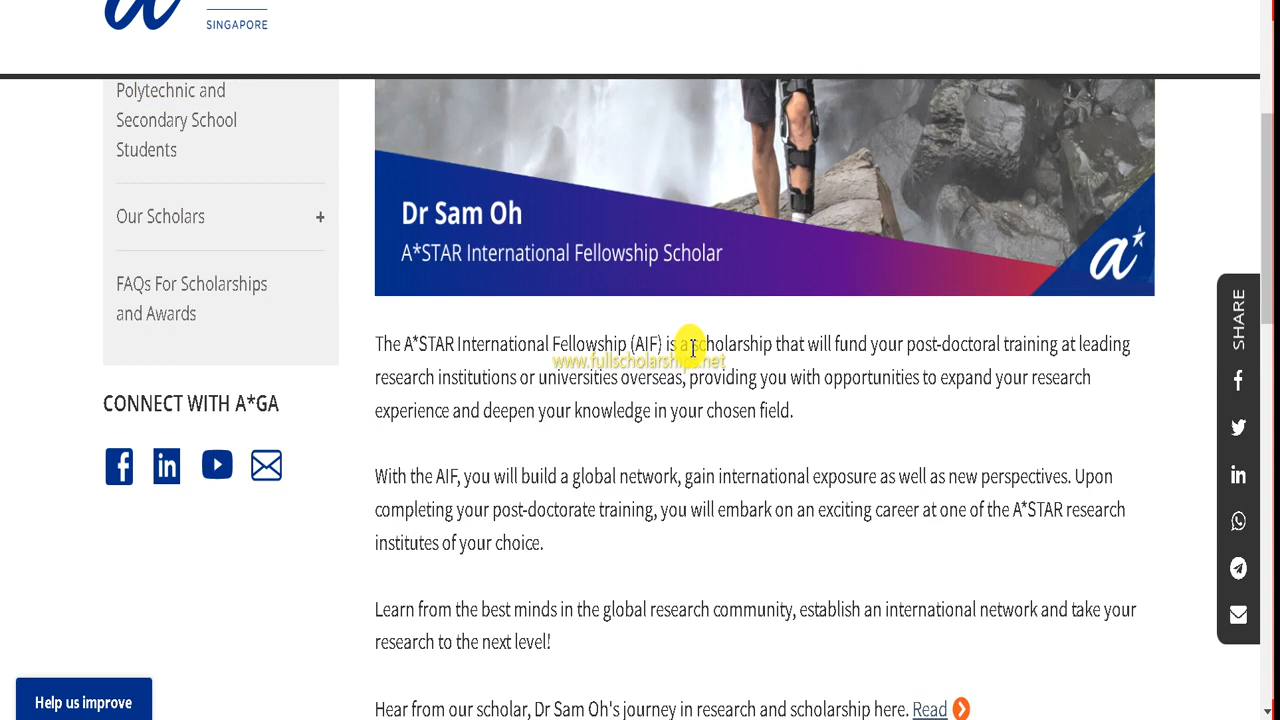 SINGAPORE
Polytechnic and
Secondary School
Students
Our Scholars +
FAQs For Scholarships
and Awards
CONNECT WITH A*GA
Help us improve
Dr Sam Oh
A*STAR International Fellowship Scholar
The A*STAR International Fellowship (AIF) is a scholarship that will fund your post-doctoral training at leading
www.fullscholarships.net
research institutions or universities overseas, providing you with opportunities to expand your research
experience and deepen your knowledge in your chosen field.
With the AIF, you will build a global network, gain international exposure as well as new perspectives. Upon
completing your post-doctorate training, you will embark on an exciting career at one of the A*STAR research
institutes of your choice.
Learn from the best minds in the global research community, establish an international network and take your
research to the next level!
Hear from our scholar, Dr Sam Oh's journey in research and scholarship here. Read
SHARE